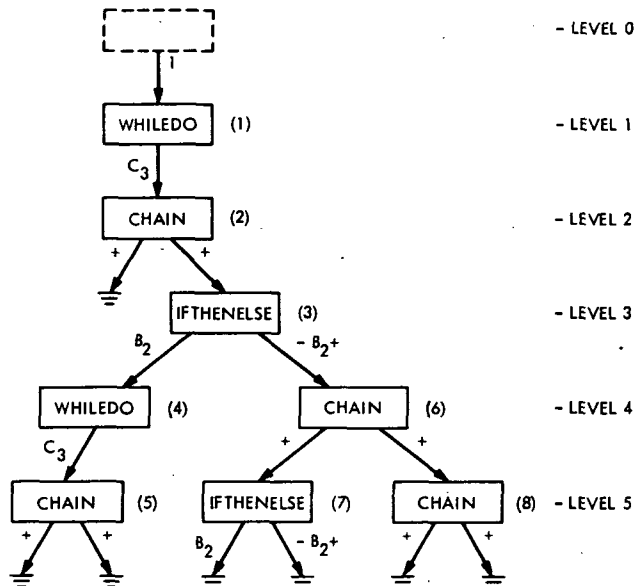 - LEVEL 0
1
WHILEDO (1) - LEVEL 1
C3
CHAIN (2) - LEVEL 2
+ +
IFTHENELSE (3) - LEVEL 3
B2 - B2+
WHILEDO (4) CHAIN (6) - LEVEL 4
C3 + +
CHAIN (5) IFTHENELSE (7) CHAIN (8) - LEVEL 5
+ + B2 - B2+ + +